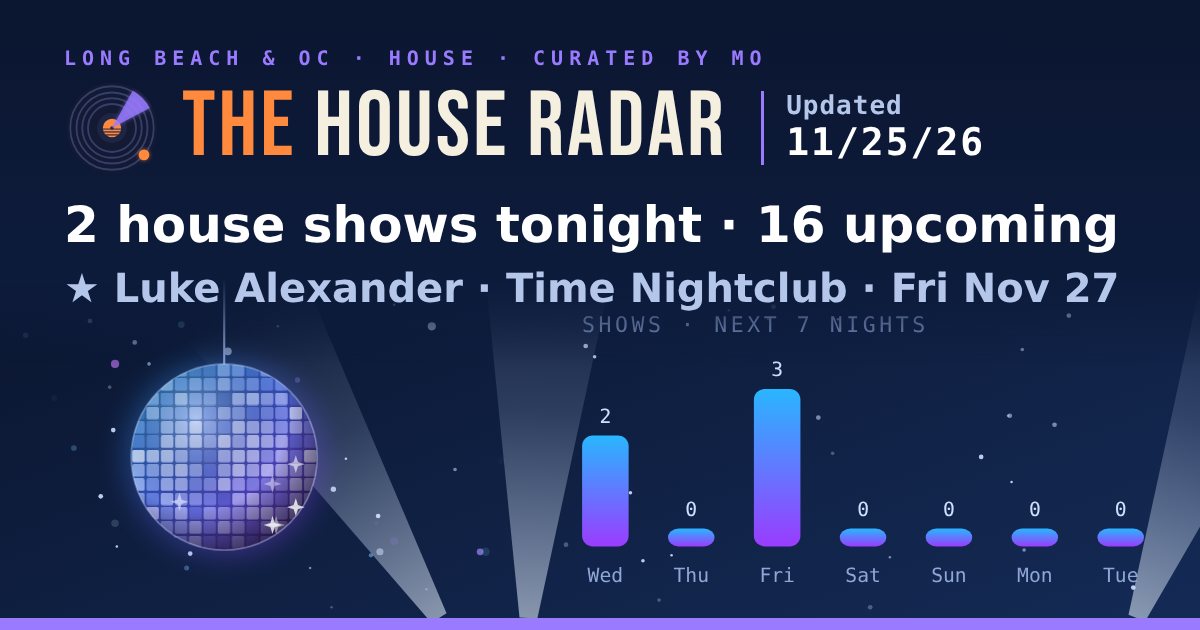 LONG BEACH & OC · HOUSE · CURATED BY MO
THE HOUSE RADAR
Updated
11/25/26
2 house shows tonight · 16 upcoming
★ Luke Alexander · Time Nightclub · Fri Nov 27
SHOWS · NEXT 7 NIGHTS
2 0 3 0 0 0 0
Wed Thu Fri Sat Sun Mon Tue